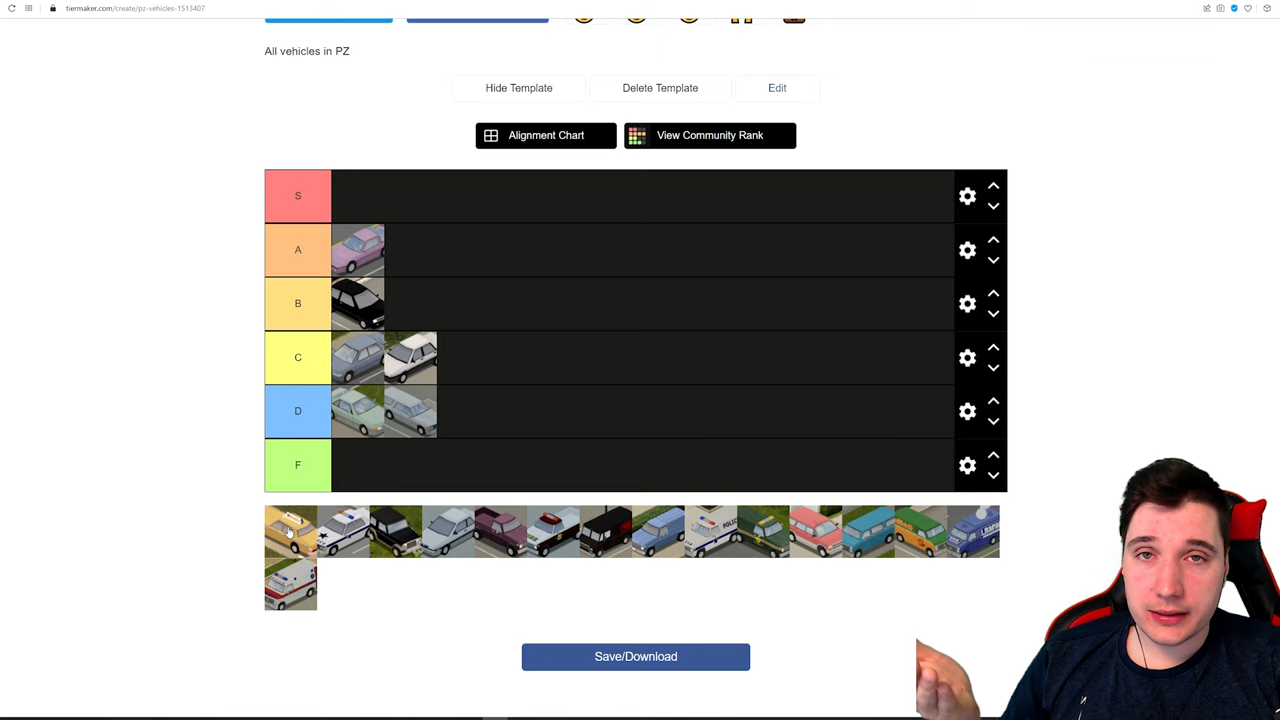 tiermaker.com/create/pz-vehicles-1513407
All vehicles in PZ
Hide Template
Delete Template
Edit
Alignment Chart
View Community Rank
S
A
B
C
D
F
POLIC
Save/Download